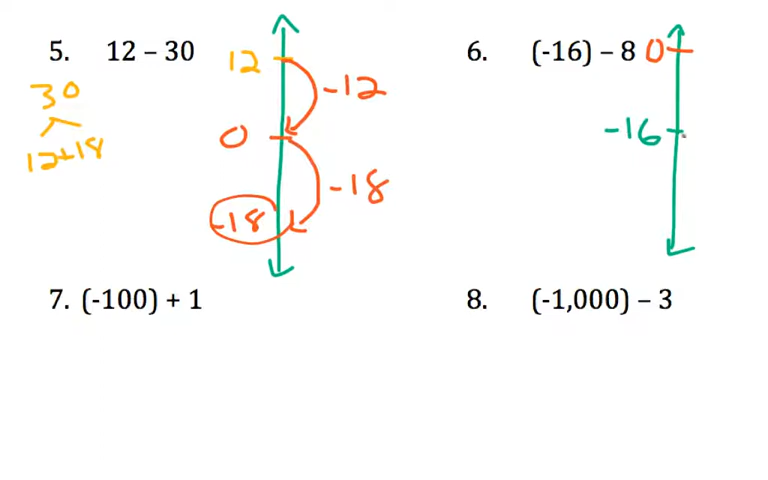 5. 12 – 30
30
12+18
12
-12
0
-18
-18
6. (-16) – 8
0
-16
7. (-100) + 1
8. (-1,000) – 3